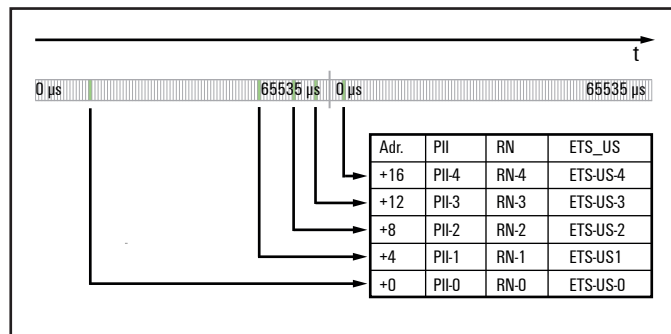 t
0 µs 65535 µs 0 µs 65535 µs
Adr. PII RN ETS_US
+16 PII-4 RN-4 ETS-US-4
+12 PII-3 RN-3 ETS-US-3
+8 PII-2 RN-2 ETS-US-2
+4 PII-1 RN-1 ETS-US1
+0 PII-0 RN-0 ETS-US-0